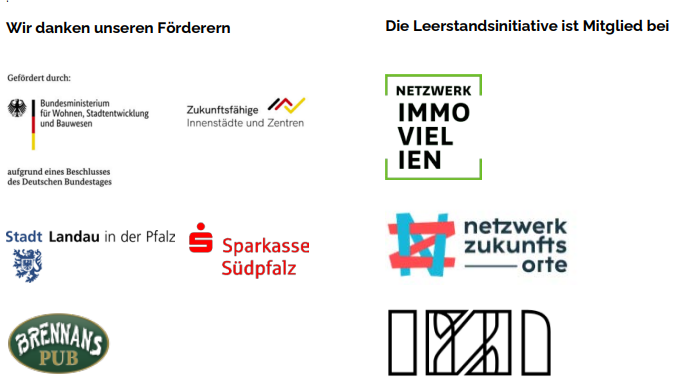 Wir danken unseren Förderern
Gefördert durch:
Bundesministerium
für Wohnen, Stadtentwicklung
und Bauwesen
Zukunftsfähige
Innenstädte und Zentren
aufgrund eines Beschlusses
des Deutschen Bundestages
Stadt Landau in der Pfalz
Sparkasse
Südpfalz
BRENNANS
PUB
Die Leerstandsinitiative ist Mitglied bei
NETZWERK
IMMO
VIEL
IEN
netzwerk
zukunfts
orte